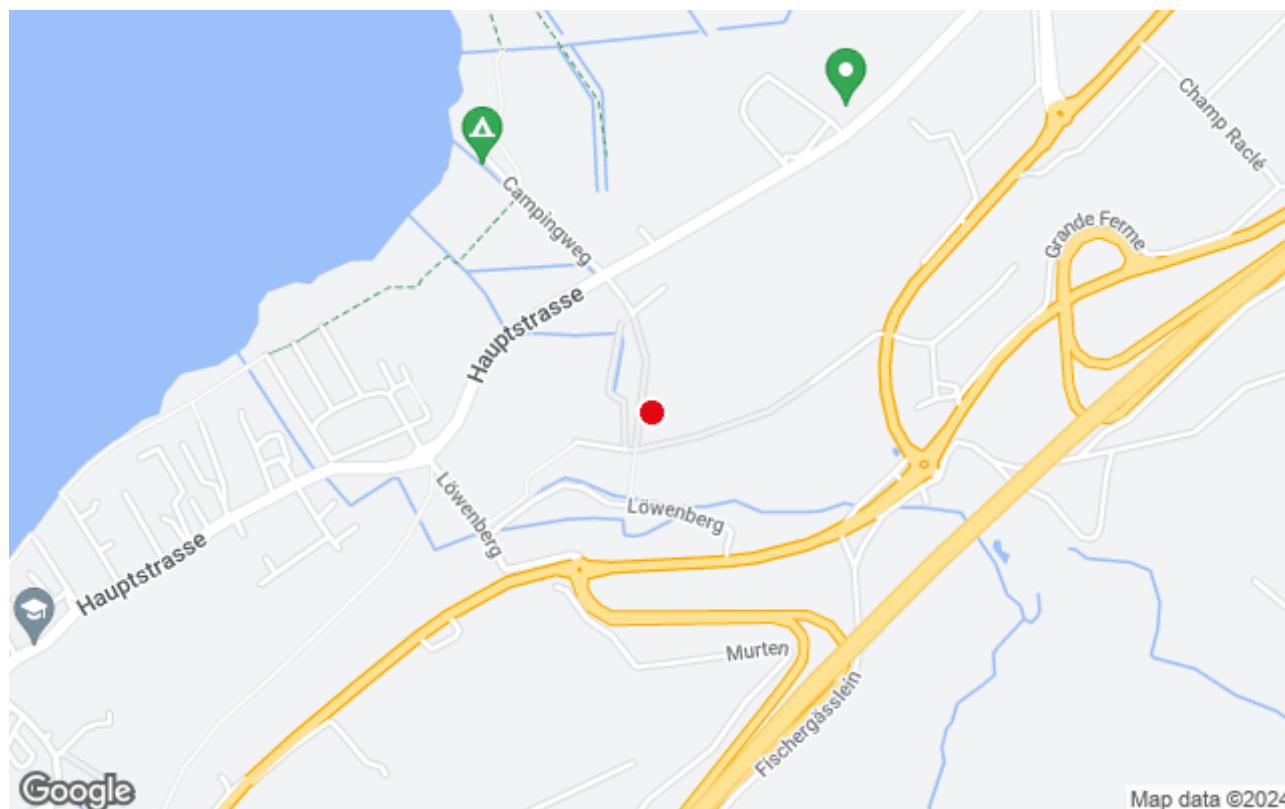 Champ Raclé
Campingweg
Grande Ferme
Hauptstrasse
Löwenberg
Löwenberg
Hauptstrasse
Murten
Fischergässlein
Google
Map data ©2024